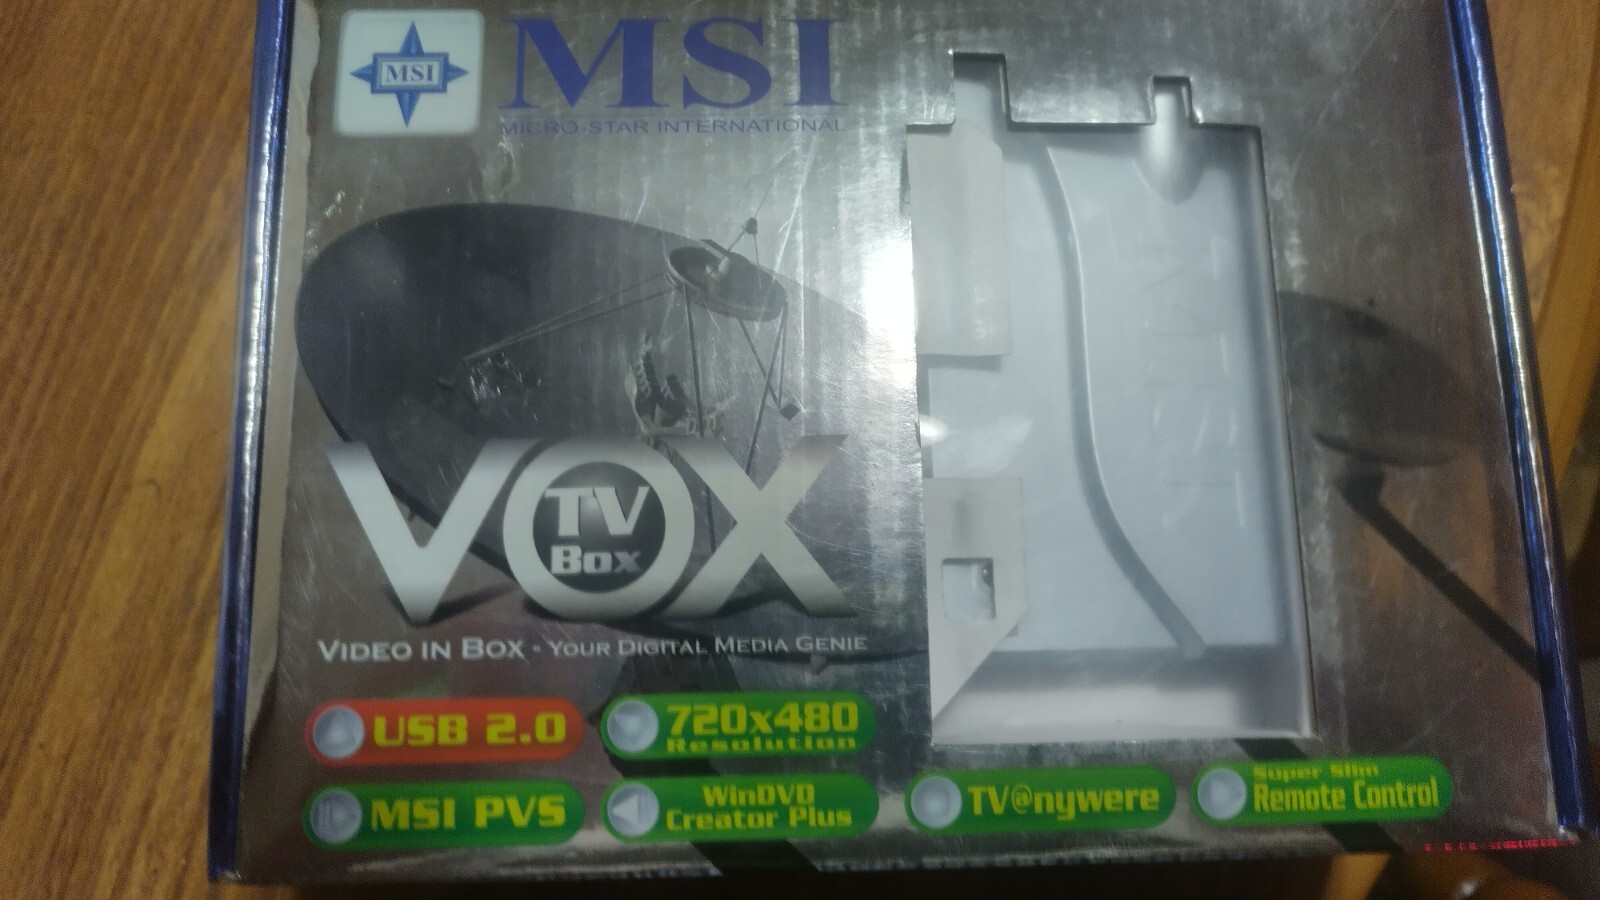 MSI
MSI
MICRO-STAR INTERNATIONAL
VOX
TV
BOX
VIDEO IN BOX - YOUR DIGITAL MEDIA GENIE
USB 2.0
720x480
Resolution
MSI PVS
WinDVD
Creator Plus
TV@nywere
Super Slim
Remote Control